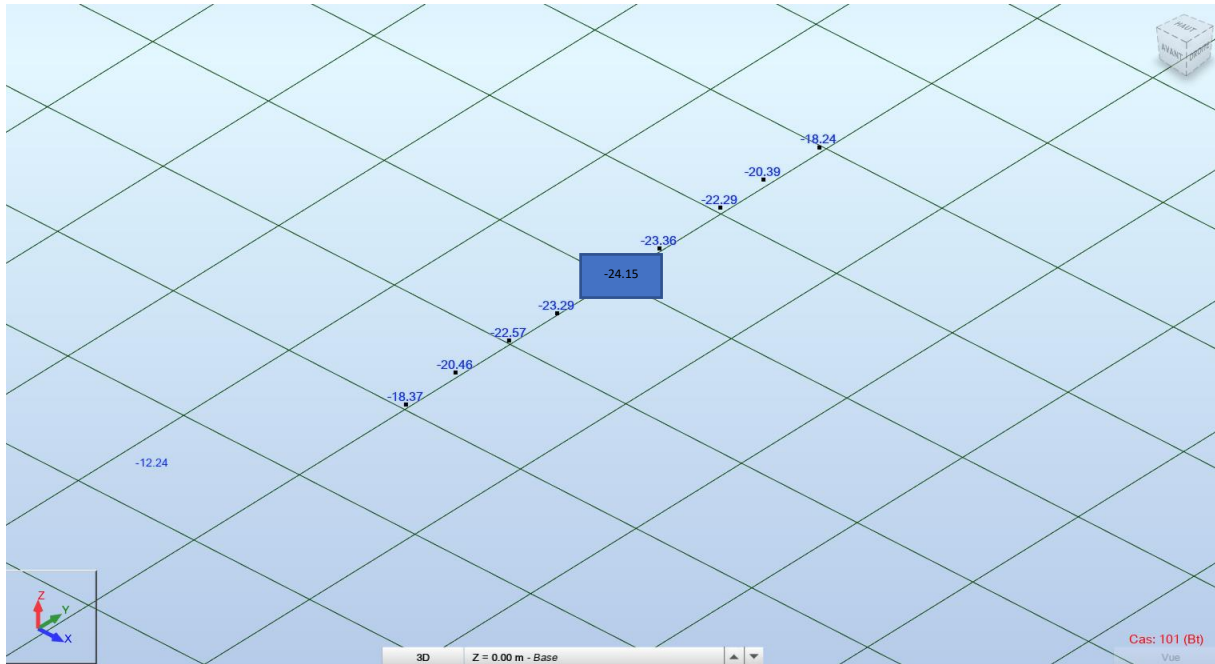 HAUT
AVANT
DROITE
-18.24
-20.39
-22.29
-23.36
-24.15
-23.29
-22.57
-20.46
-18.37
-12.24
Z
Y
X
Cas: 101 (Bt)
3D Z = 0.00 m - Base
Vue